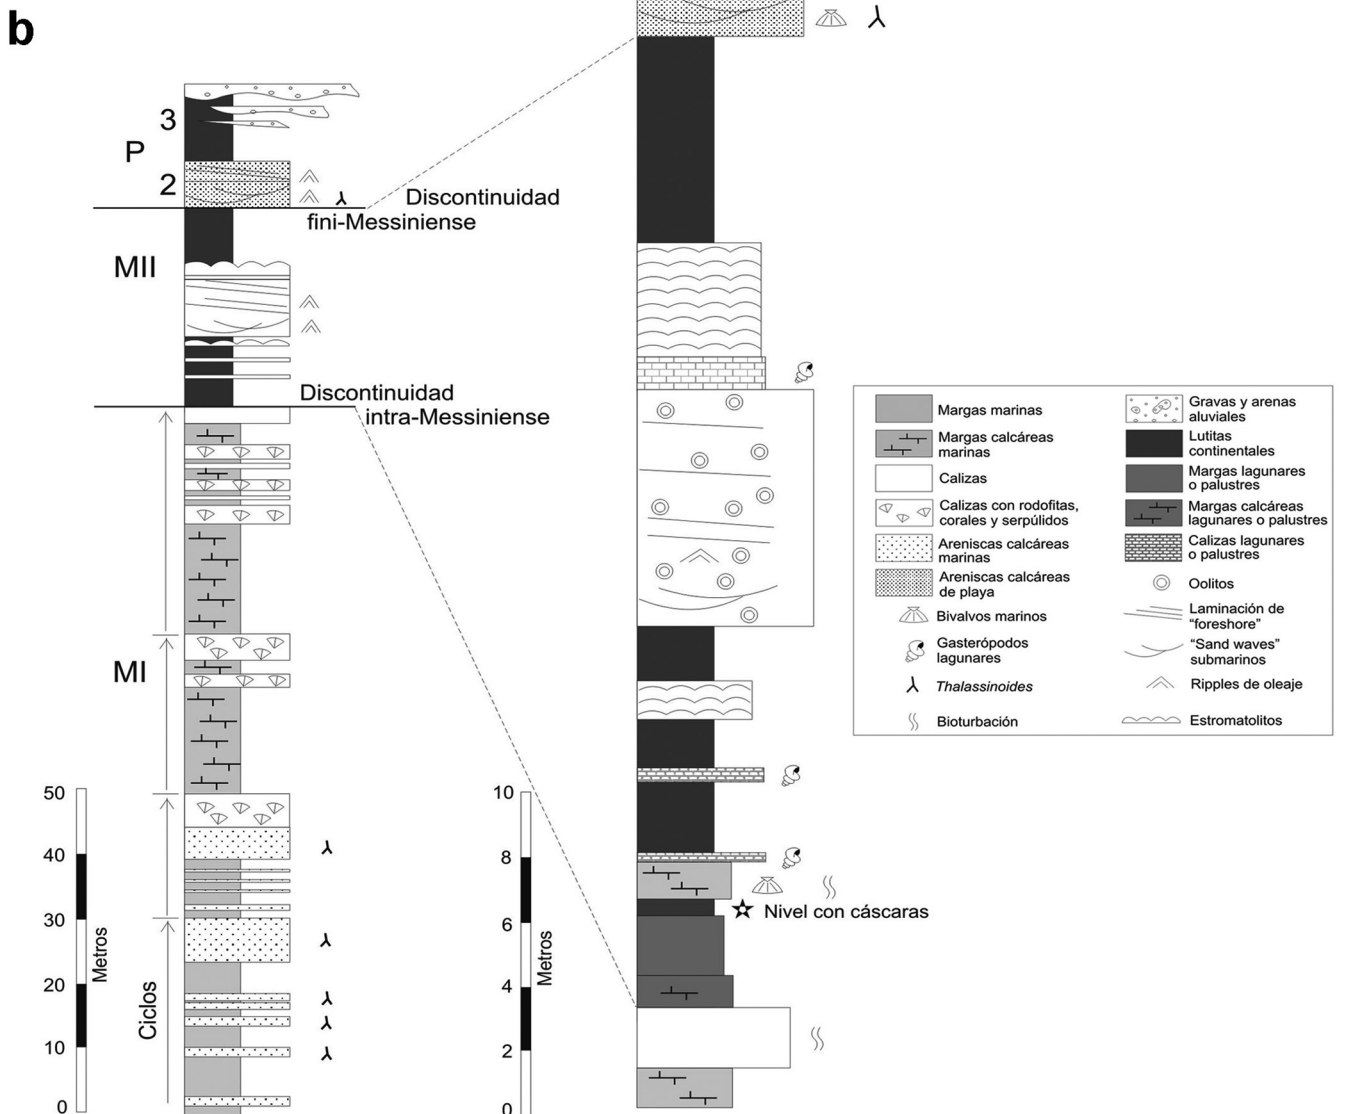 b
3
P
2
Discontinuidad
fini-Messiniense
MII
Discontinuidad
intra-Messiniense
MI
50
40
30
20
10
0
Metros
Ciclos
10
8
6
4
2
0
Metros
Nivel con cáscaras
Margas marinas
Margas calcáreas
marinas
Calizas
Calizas con rodofitas,
corales y serpúlidos
Areniscas calcáreas
marinas
Areniscas calcáreas
de playa
Bivalvos marinos
Gasterópodos
lagunares
Thalassinoides
Bioturbación
Gravas y arenas
aluviales
Lutitas
continentales
Margas lagunares
o palustres
Margas calcáreas
lagunares o palustres
Calizas lagunares
o palustres
Oolitos
Laminación de
“foreshore”
“Sand waves”
submarinos
Ripples de oleaje
Estromatolitos